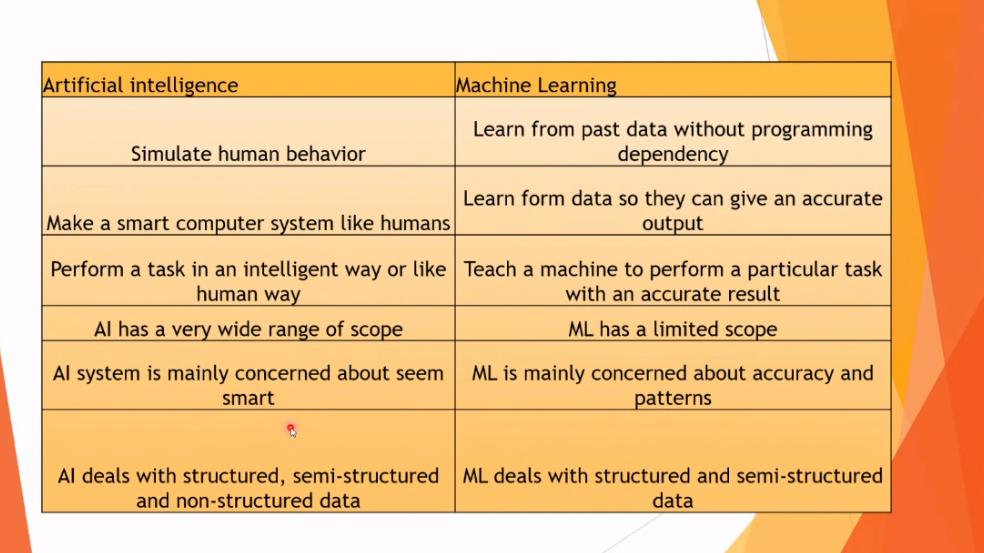 Artificial intelligence
Machine Learning
Simulate human behavior
Learn from past data without programming
dependency
Make a smart computer system like humans
Learn form data so they can give an accurate
output
Perform a task in an intelligent way or like
human way
Teach a machine to perform a particular task
with an accurate result
AI has a very wide range of scope
ML has a limited scope
AI system is mainly concerned about seem
smart
ML is mainly concerned about accuracy and
patterns
AI deals with structured, semi-structured
and non-structured data
ML deals with structured and semi-structured
data